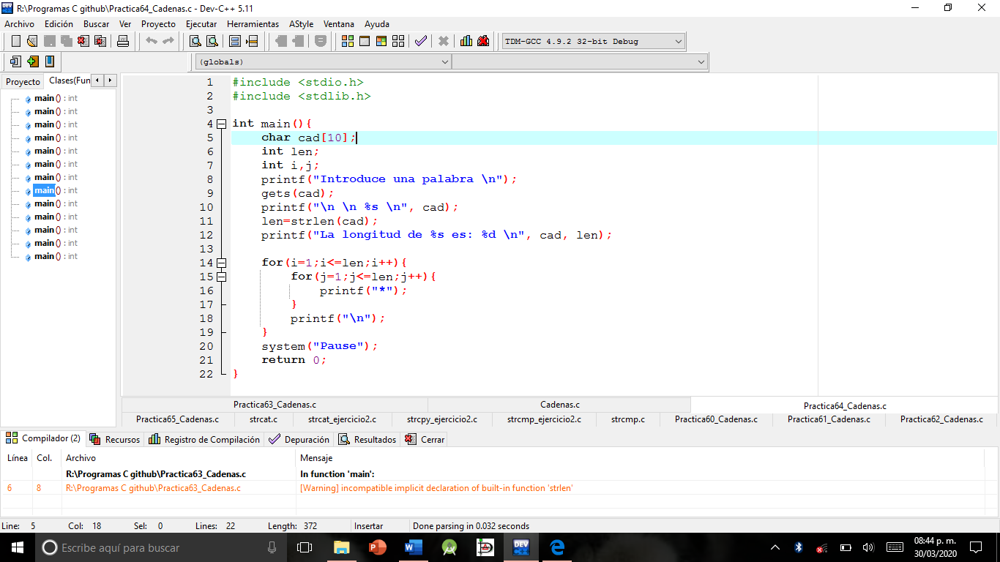 R:\Programas C github\Practica64_Cadenas.c - Dev-C++ 5.11
Archivo Edición Buscar Ver Proyecto Ejecutar Herramientas AStyle Ventana Ayuda
TDM-GCC 4.9.2 32-bit Debug
(globals)
Proyecto Clases(Fun
main() : int
main() : int
main() : int
main() : int
main() : int
main() : int
main() : int
main() : int
main() : int
main() : int
main() : int
main() : int
main() : int
1 #include <stdio.h>
2 #include <stdlib.h>
3
4 int main(){
5 char cad[10];
6 int len;
7 int i,j;
8 printf("Introduce una palabra \n");
9 gets(cad);
10 printf("\n \n %s \n", cad);
11 len=strlen(cad);
12 printf("La longitud de %s es: %d \n", cad, len);
13
14 for(i=1;i<=len;i++){
15 for(j=1;j<=len;j++){
16 printf("*");
17 }
18 printf("\n");
19 }
20 system("Pause");
21 return 0;
22 }
Practica63_Cadenas.c Cadenas.c Practica64_Cadenas.c
Practica65_Cadenas.c strcat.c strcat_ejercicio2.c strcpy_ejercicio2.c strcmp_ejercicio2.c strcmp.c Practica60_Cadenas.c Practica61_Cadenas.c Practica62_Cadenas.c
Compilador (2) Recursos Registro de Compilación Depuración Resultados Cerrar
Línea Col. Archivo Mensaje
R:\Programas C github\Practica63_Cadenas.c In function 'main':
6 8 R:\Programas C github\Practica63_Cadenas.c [Warning] incompatible implicit declaration of built-in function 'strlen'
Line: 5 Col: 18 Sel: 0 Lines: 22 Length: 372 Insertar Done parsing in 0.032 seconds
Escribe aquí para buscar
08:44 p. m.
30/03/2020